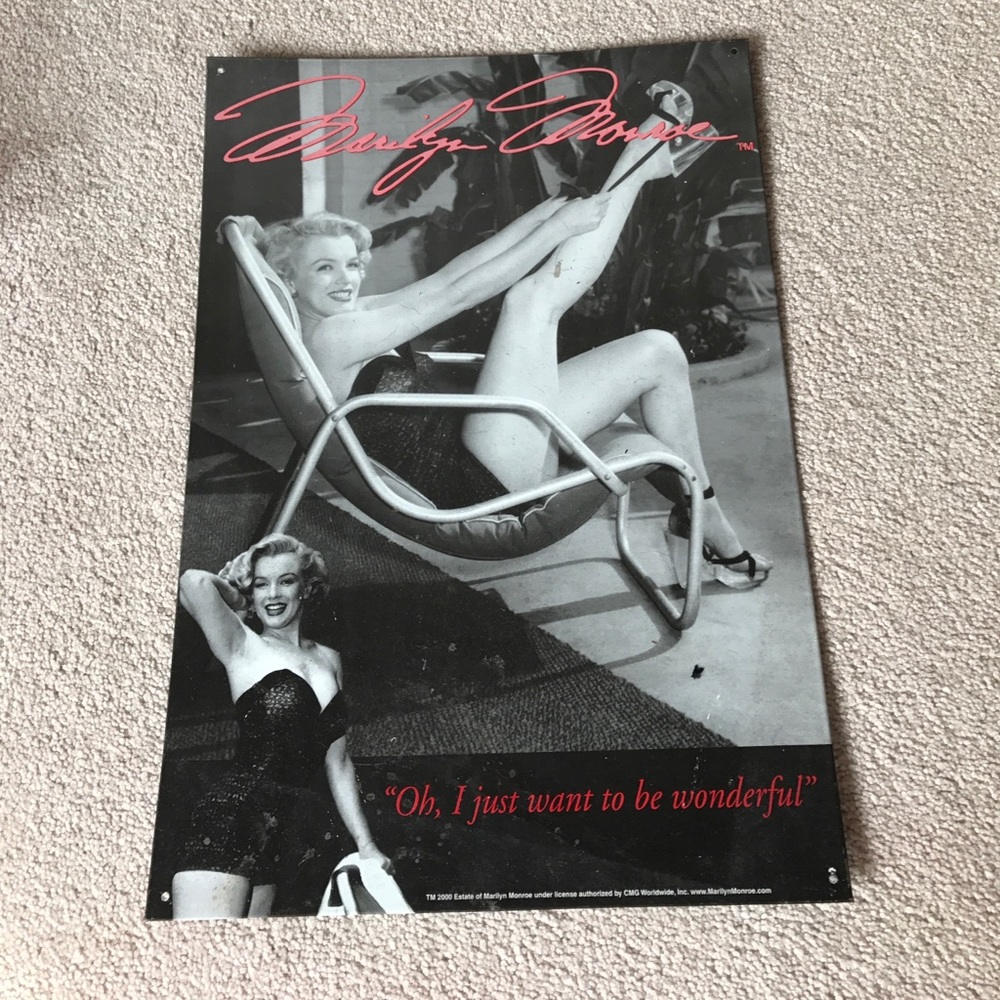 Marilyn Monroe TM
“Oh, I just want to be wonderful”
TM 2000 Estate of Marilyn Monroe under license authorized by CMG Worldwide, Inc. www.MarilynMonroe.com